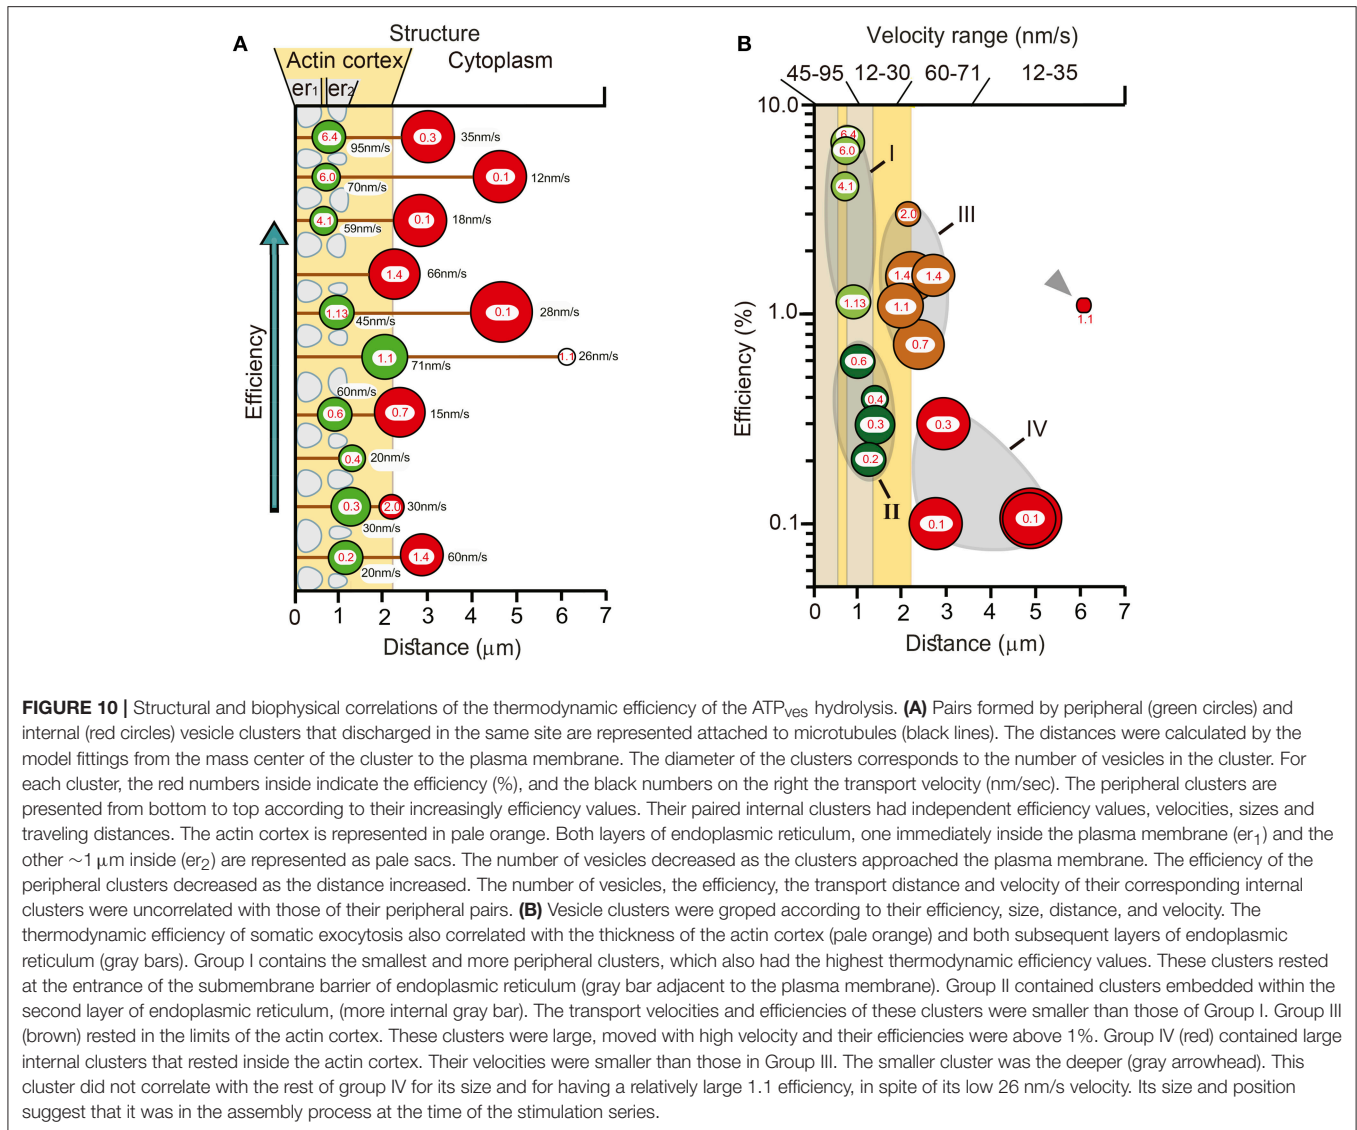 A
Structure
Actin cortex
Cytoplasm
er1
er2
6.4
95nm/s
0.3
35nm/s
6.0
70nm/s
0.1
12nm/s
4.1
59nm/s
0.1
18nm/s
1.4
66nm/s
1.13
45nm/s
0.1
28nm/s
1.1
71nm/s
1.1
26nm/s
60nm/s
0.6
0.7
15nm/s
0.4
20nm/s
0.3
30nm/s
2.0
30nm/s
0.2
20nm/s
1.4
60nm/s
Efficiency
0 1 2 3 4 5 6 7
Distance (μm)
B
Velocity range (nm/s)
45-95 12-30 60-71 12-35
10.0
1.0
0.1
Efficiency (%)
6.4
6.0
I
4.1
2.0
III
1.4
1.4
1.13
1.1
1.1
0.7
0.6
0.4
0.3
0.3
IV
0.2
II
0.1
0.1
0 1 2 3 4 5 6 7
Distance (μm)
FIGURE 10 | Structural and biophysical correlations of the thermodynamic efficiency of the ATPves hydrolysis. (A) Pairs formed by peripheral (green circles) and
internal (red circles) vesicle clusters that discharged in the same site are represented attached to microtubules (black lines). The distances were calculated by the
model fittings from the mass center of the cluster to the plasma membrane. The diameter of the clusters corresponds to the number of vesicles in the cluster. For
each cluster, the red numbers inside indicate the efficiency (%), and the black numbers on the right the transport velocity (nm/sec). The peripheral clusters are
presented from bottom to top according to their increasingly efficiency values. Their paired internal clusters had independent efficiency values, velocities, sizes and
traveling distances. The actin cortex is represented in pale orange. Both layers of endoplasmic reticulum, one immediately inside the plasma membrane (er1) and the
other ∼1 μm inside (er2) are represented as pale sacs. The number of vesicles decreased as the clusters approached the plasma membrane. The efficiency of the
peripheral clusters decreased as the distance increased. The number of vesicles, the efficiency, the transport distance and velocity of their corresponding internal
clusters were uncorrelated with those of their peripheral pairs. (B) Vesicle clusters were groped according to their efficiency, size, distance, and velocity. The
thermodynamic efficiency of somatic exocytosis also correlated with the thickness of the actin cortex (pale orange) and both subsequent layers of endoplasmic
reticulum (gray bars). Group I contains the smallest and more peripheral clusters, which also had the highest thermodynamic efficiency values. These clusters rested
at the entrance of the submembrane barrier of endoplasmic reticulum (gray bar adjacent to the plasma membrane). Group II contained clusters embedded within the
second layer of endoplasmic reticulum, (more internal gray bar). The transport velocities and efficiencies of these clusters were smaller than those of Group I. Group III
(brown) rested in the limits of the actin cortex. These clusters were large, moved with high velocity and their efficiencies were above 1%. Group IV (red) contained large
internal clusters that rested inside the actin cortex. Their velocities were smaller than those in Group III. The smaller cluster was the deeper (gray arrowhead). This
cluster did not correlate with the rest of group IV for its size and for having a relatively large 1.1 efficiency, in spite of its low 26 nm/s velocity. Its size and position
suggest that it was in the assembly process at the time of the stimulation series.